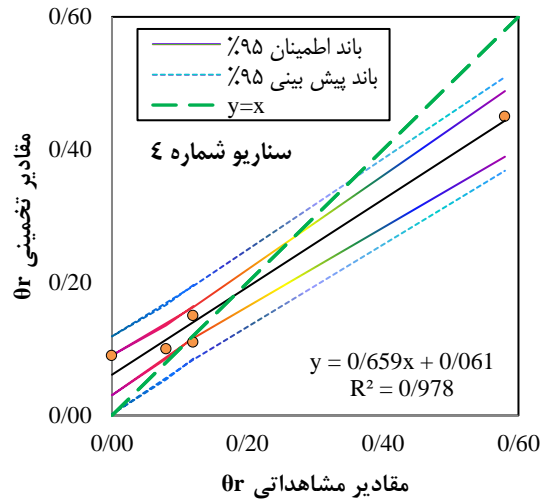 0/60
0/40
0/20
0/00
مقادیر تخمینی θr
باند اطمینان ۹۵٪
باند پیش بینی ۹۵٪
y=x
سناریو شماره ٤
y = 0/659x + 0/061
R² = 0/978
0/00 0/20 0/40 0/60
مقادیر مشاهداتی θr